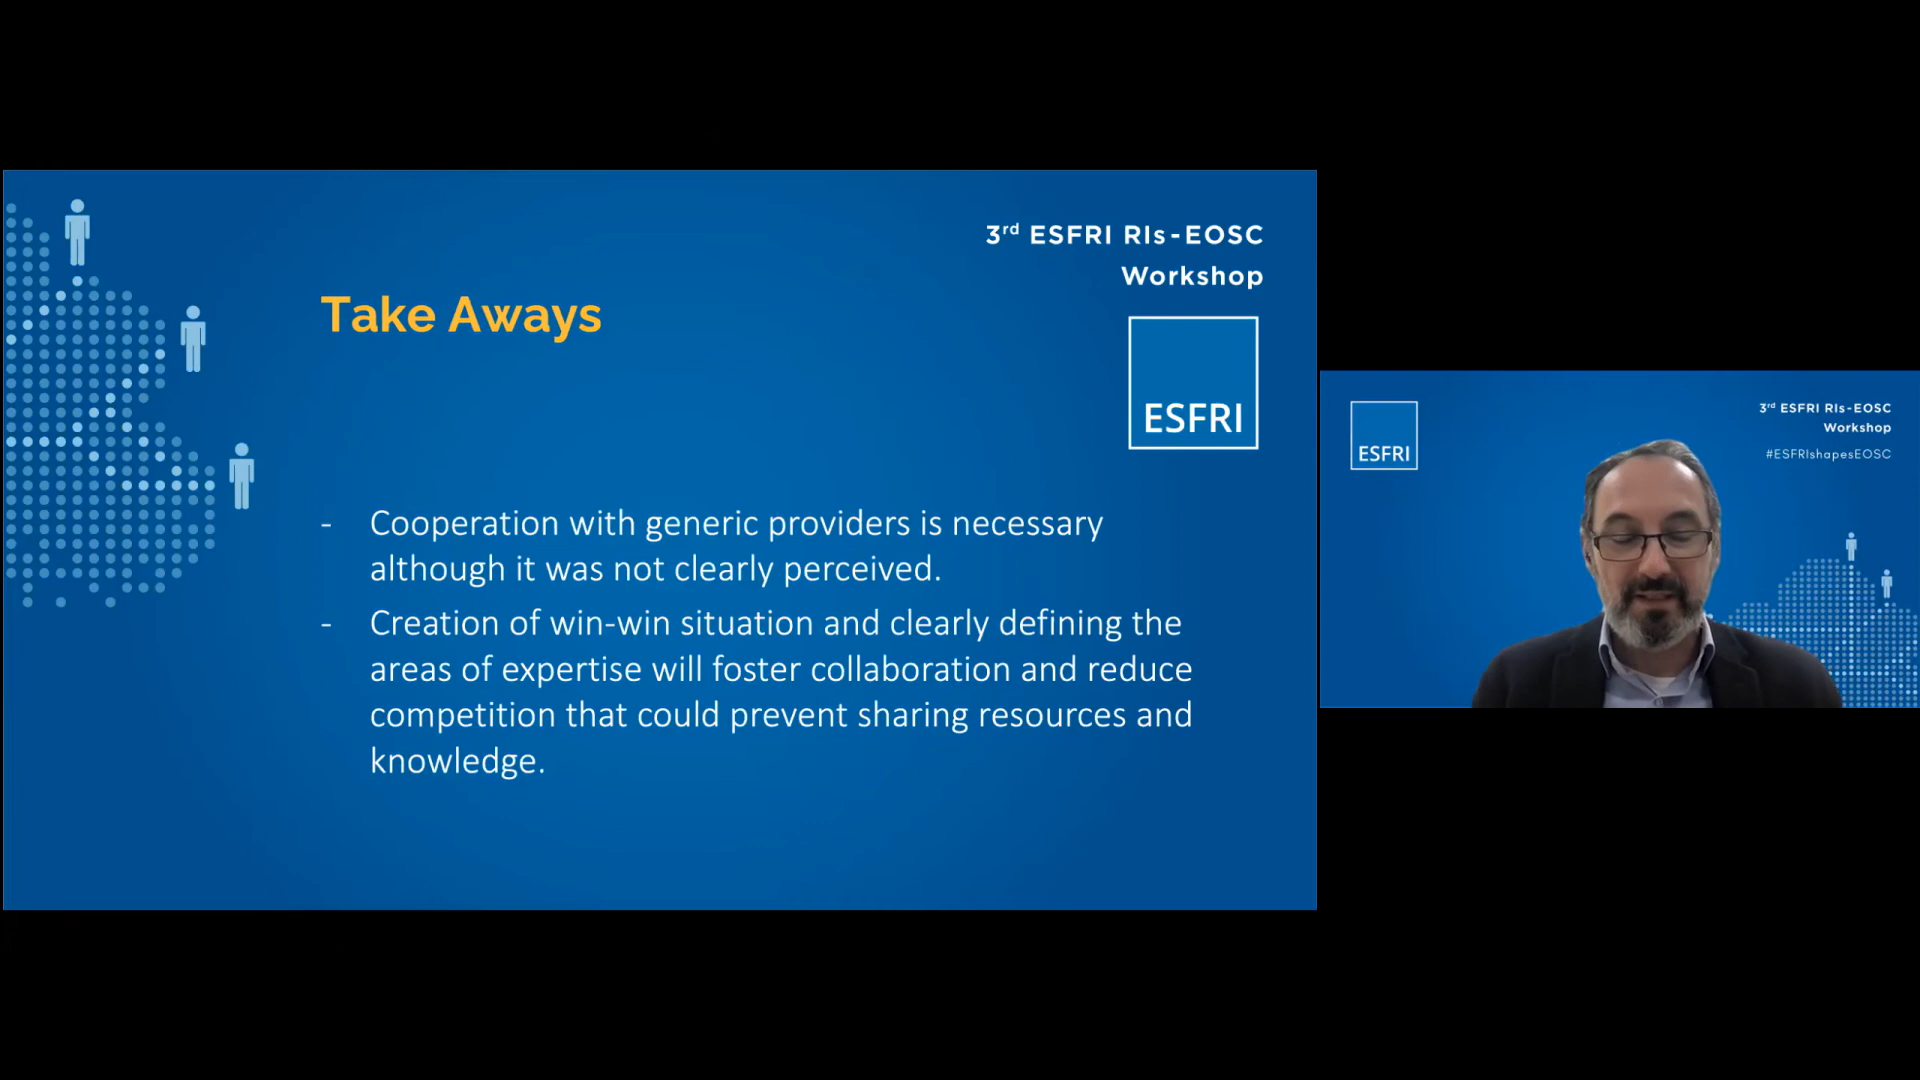 3rd ESFRI RIs-EOSC
Workshop
Take Aways
ESFRI
- Cooperation with generic providers is necessary
although it was not clearly perceived.
- Creation of win-win situation and clearly defining the
areas of expertise will foster collaboration and reduce
competition that could prevent sharing resources and
knowledge.
ESFRI
3rd ESFRI RIs-EOSC
Workshop
#ESFRIshapesEOSC